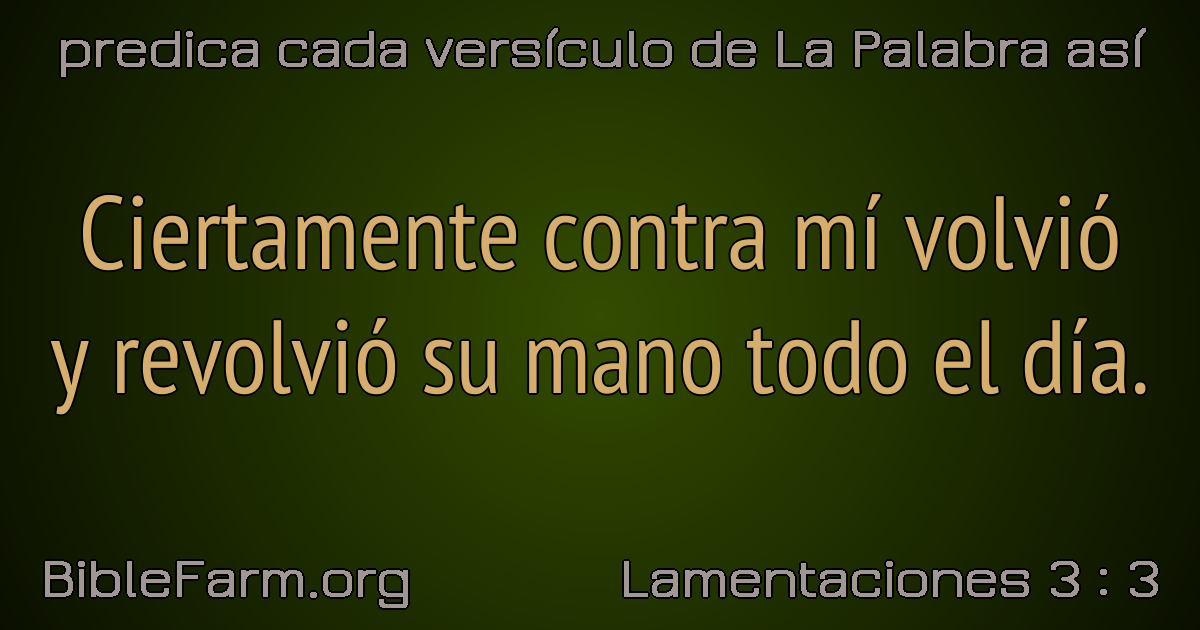 predica cada versículo de La Palabra así
Ciertamente contra mí volvió
y revolvió su mano todo el día.
BibleFarm.org
Lamentaciones 3 : 3